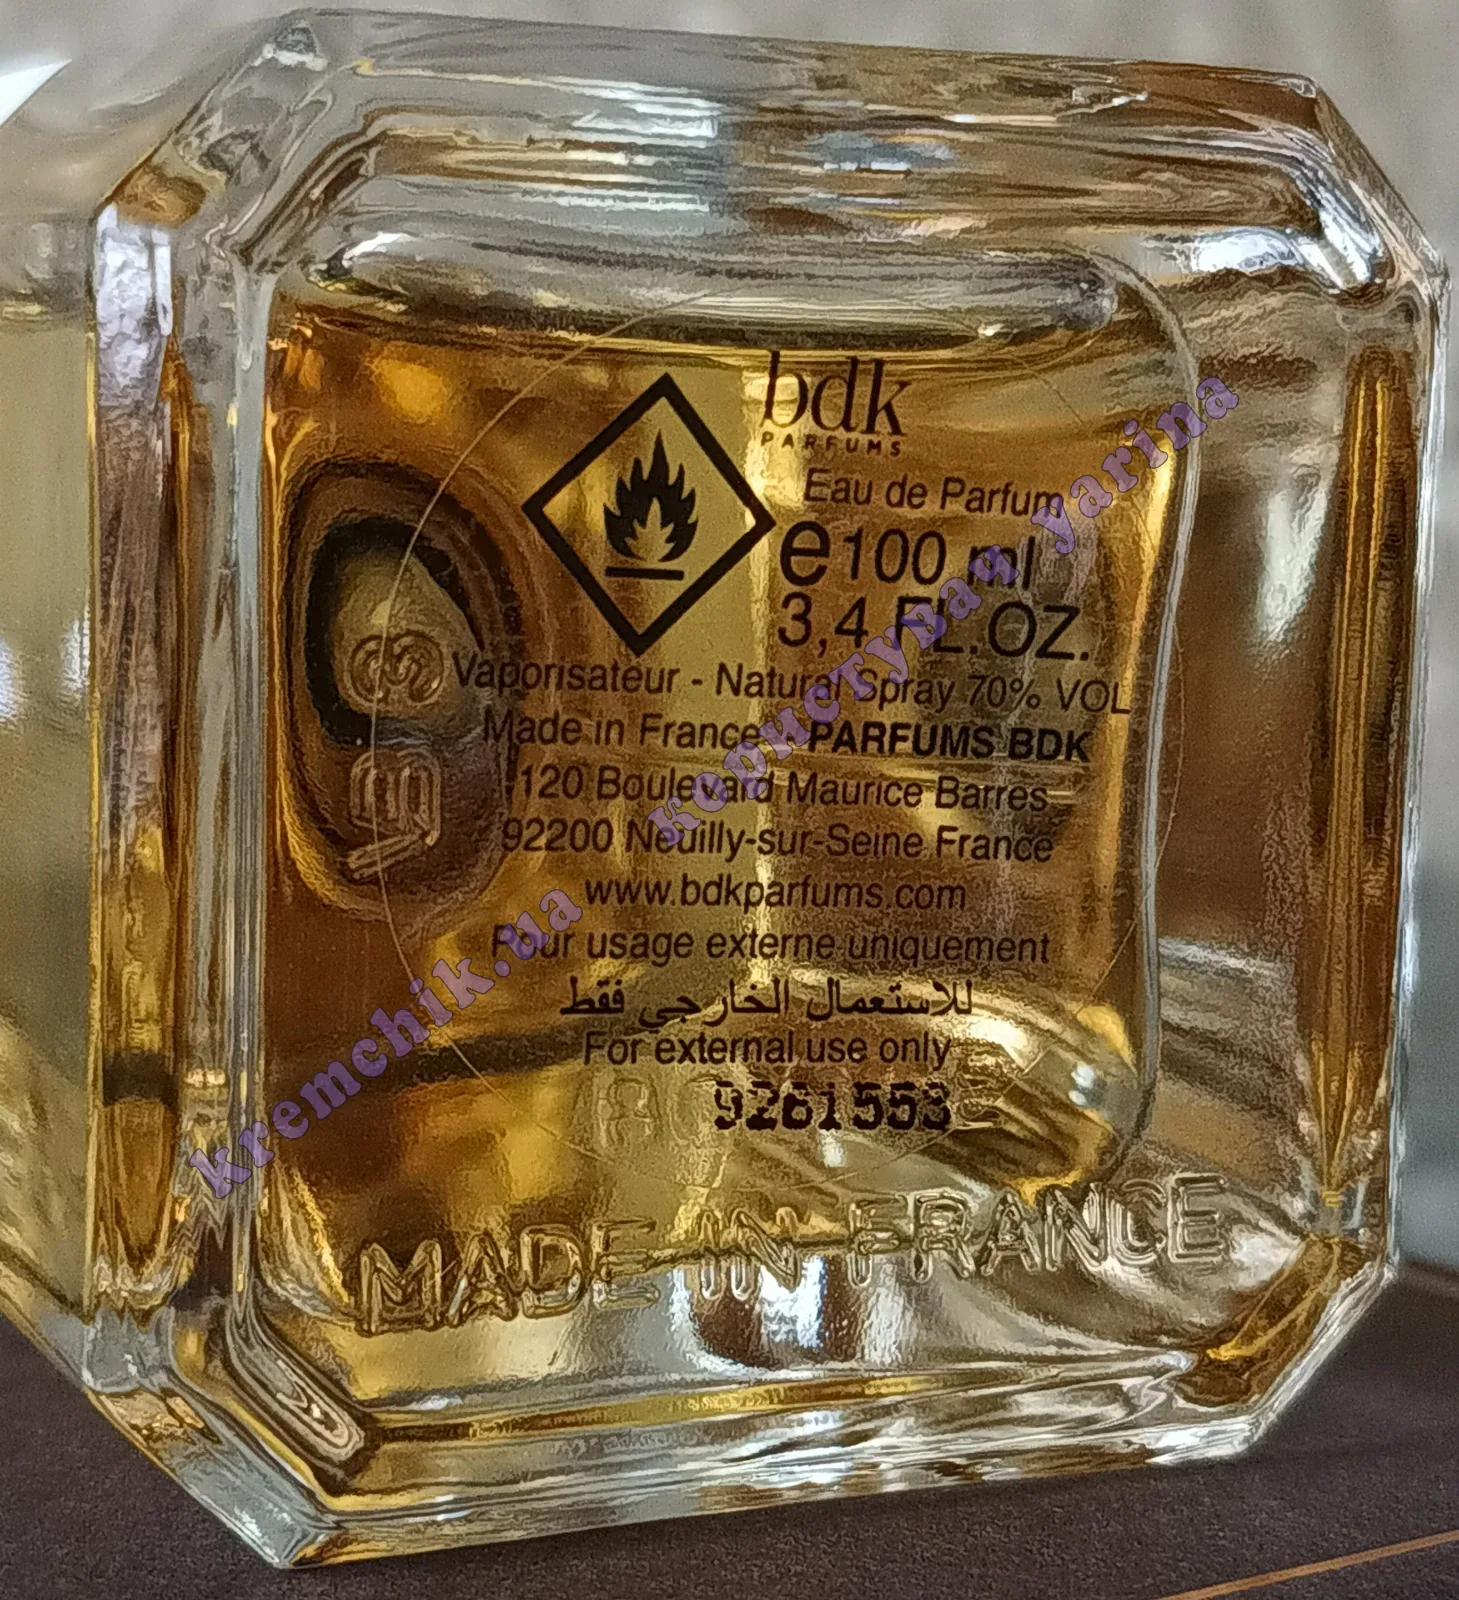 bdk
PARFUMS
Eau de Parfum
e 100 ml
3,4 FL.OZ.
Vaporisateur - Natural Spray 70% VOL
Made in France - PARFUMS BDK
120 Boulevard Maurice Barres
92200 Neuilly-sur-Seine France
www.bdkparfums.com
Pour usage externe uniquement
للاستعمال الخارجي فقط
For external use only
9261553
MADE IN FRANCE
kremchik.ua користувач yarina